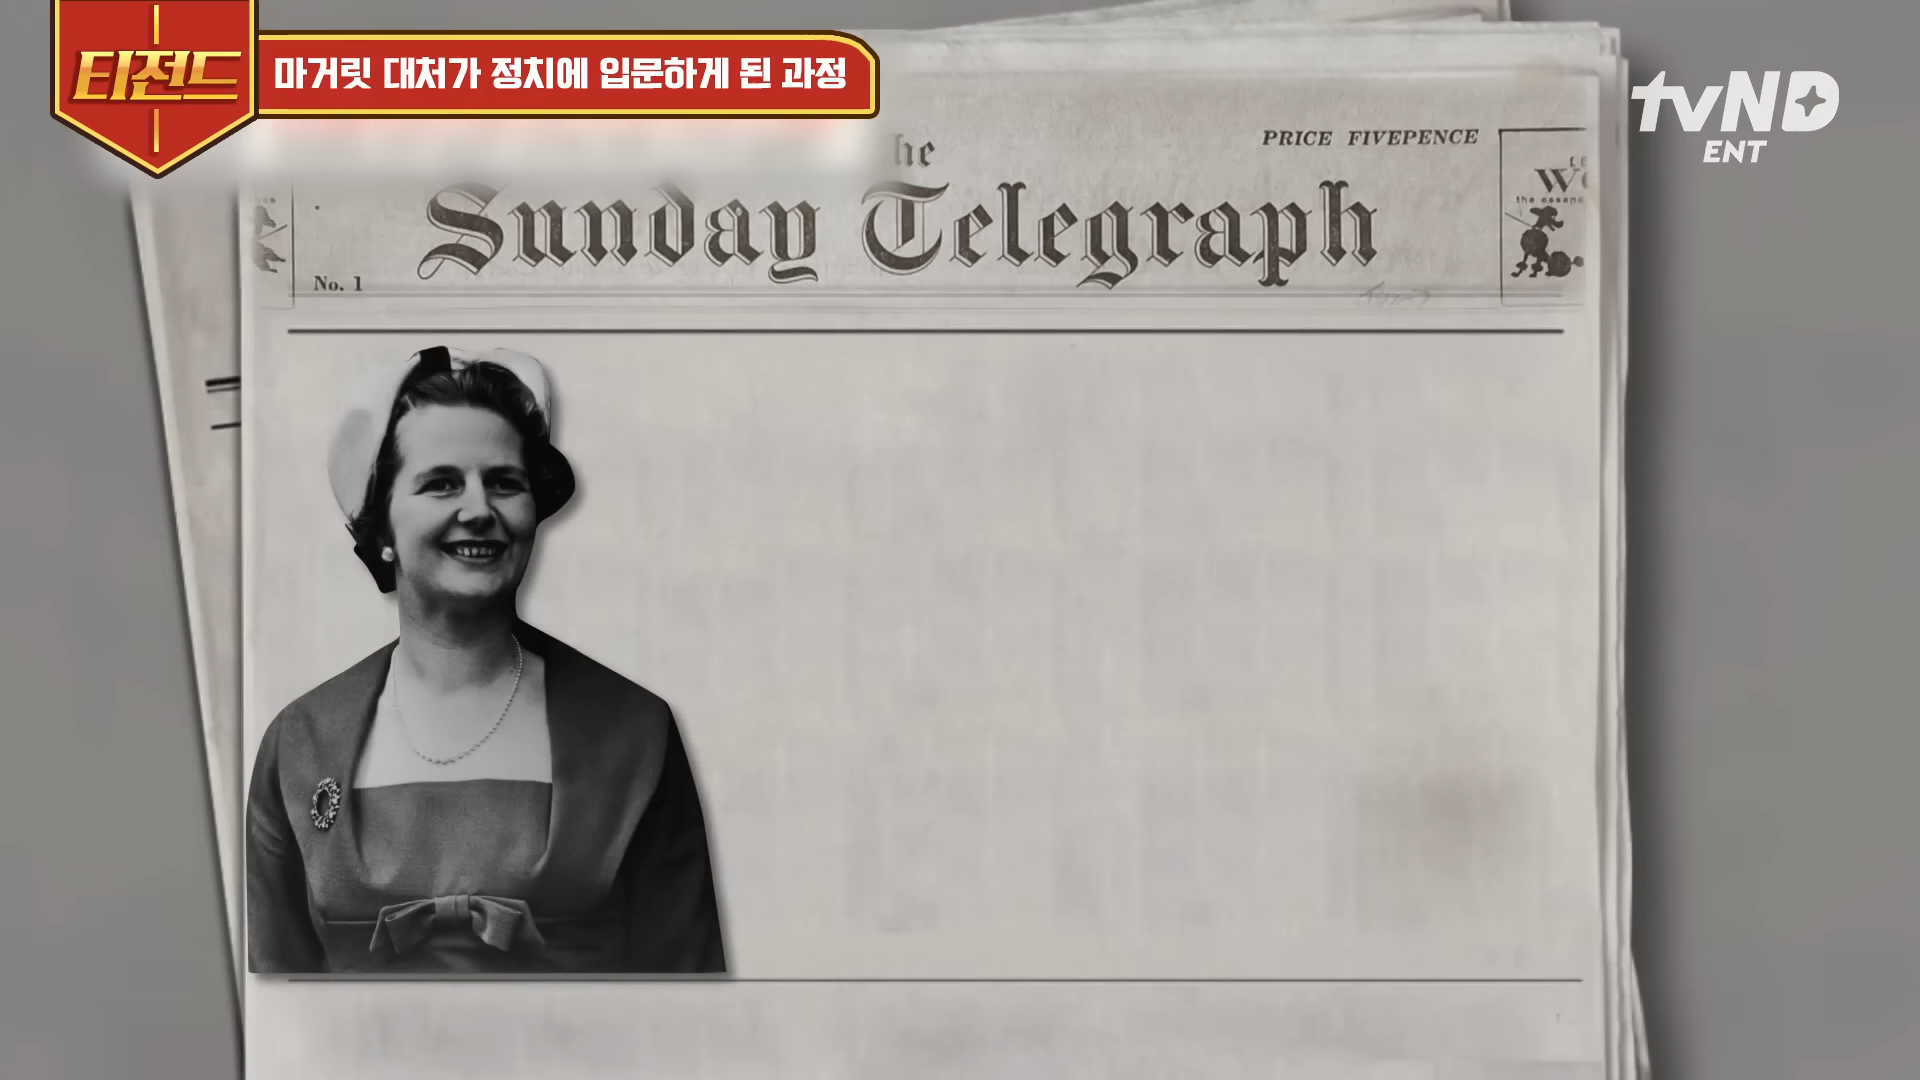 티전드
마거릿 대처가 정치에 입문하게 된 과정
tvND
ENT
PRICE FIVEPENCE
he
Sunday Telegraph
No. 1